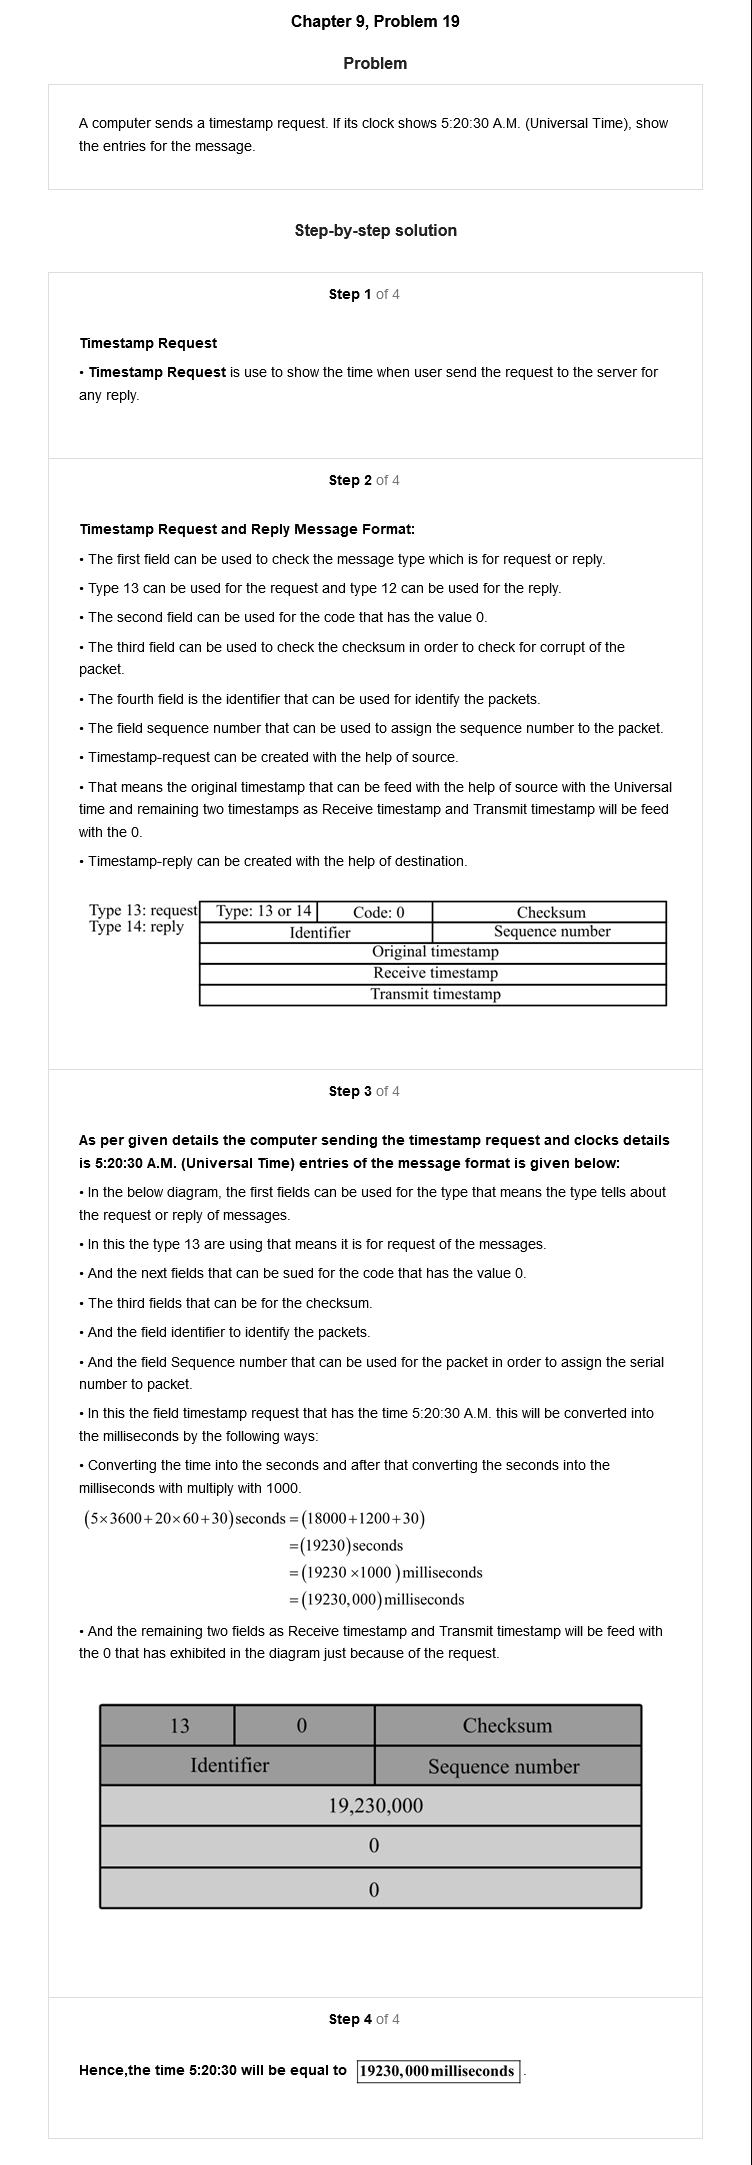 Chapter 9, Problem 19
Problem
A computer sends a timestamp request. If its clock shows 5:20:30 A.M. (Universal Time), show
the entries for the message.
Step-by-step solution
Step 1 of 4
Timestamp Request
• Timestamp Request is use to show the time when user send the request to the server for
any reply.
Step 2 of 4
Timestamp Request and Reply Message Format:
• The first field can be used to check the message type which is for request or reply.
• Type 13 can be used for the request and type 12 can be used for the reply.
• The second field can be used for the code that has the value 0.
• The third field can be used to check the checksum in order to check for corrupt of the
packet.
• The fourth field is the identifier that can be used for identify the packets.
• The field sequence number that can be used to assign the sequence number to the packet.
• Timestamp-request can be created with the help of source.
• That means the original timestamp that can be feed with the help of source with the Universal
time and remaining two timestamps as Receive timestamp and Transmit timestamp will be feed
with the 0.
• Timestamp-reply can be created with the help of destination.
Type 13: request Type: 13 or 14 Code: 0 Checksum
Type 14: reply Identifier Sequence number
Original timestamp
Receive timestamp
Transmit timestamp
Step 3 of 4
As per given details the computer sending the timestamp request and clocks details
is 5:20:30 A.M. (Universal Time) entries of the message format is given below:
• In the below diagram, the first fields can be used for the type that means the type tells about
the request or reply of messages.
• In this the type 13 are using that means it is for request of the messages.
• And the next fields that can be sued for the code that has the value 0.
• The third fields that can be for the checksum.
• And the field identifier to identify the packets.
• And the field Sequence number that can be used for the packet in order to assign the serial
number to packet.
• In this the field timestamp request that has the time 5:20:30 A.M. this will be converted into
the milliseconds by the following ways:
• Converting the time into the seconds and after that converting the seconds into the
milliseconds with multiply with 1000.
(5×3600+20×60+30)seconds = (18000+1200+30)
=(19230)seconds
=(19230 ×1000 )milliseconds
=(19230,000)milliseconds
• And the remaining two fields as Receive timestamp and Transmit timestamp will be feed with
the 0 that has exhibited in the diagram just because of the request.
13 0 Checksum
Identifier Sequence number
19,230,000
0
0
Step 4 of 4
Hence,the time 5:20:30 will be equal to 19230,000milliseconds .